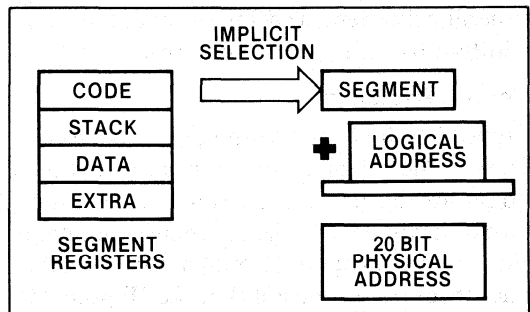 IMPLICIT
SELECTION
CODE
STACK
DATA
EXTRA
SEGMENT
REGISTERS
SEGMENT
+
LOGICAL
ADDRESS
20 BIT
PHYSICAL
ADDRESS